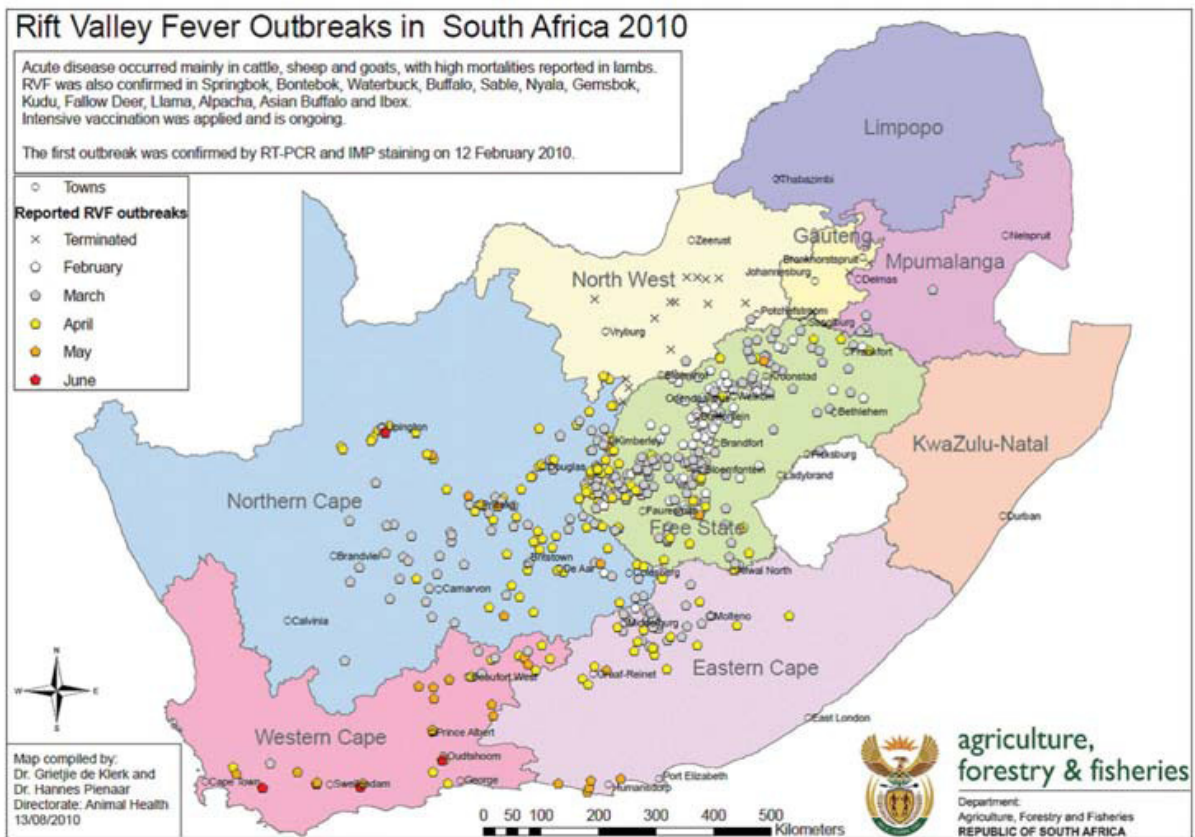 Rift Valley Fever Outbreaks in South Africa 2010
Acute disease occurred mainly in cattle, sheep and goats, with high mortalities reported in lambs.
RVF was also confirmed in Springbok, Bontebok, Waterbuck, Buffalo, Sable, Nyala, Gemsbok,
Kudu, Fallow Deer, Llama, Alpacha, Asian Buffalo and Ibex.
Intensive vaccination was applied and is ongoing.
The first outbreak was confirmed by RT-PCR and IMP staining on 12 February 2010.
Towns
Reported RVF outbreaks
Terminated
February
March
April
May
June
Limpopo
Thabazimbi
Zeerust
Gauteng
Nelspruit
Bronkhorstspruit
Mpumalanga
North West
Johannesburg
Delmas
Potchefstroom
Vryburg
Frankfort
Kroonstad
Welkom
Bethlehem
Upington
Kimberley
Brandfort
KwaZulu-Natal
Ficksburg
Douglas
Bloemfontein
Ladybrand
Northern Cape
Durban
Free State
Brandvlei
Britstown
De Aar
Aliwal North
Carnarvon
Calvinia
Middelburg
Molteno
Eastern Cape
Beaufort West
Graaf-Reinet
N
W
E
S
East London
Western Cape
Prince Albert
Oudtshoorn
Cape Town
Swellendam
George
Humansdorp
Port Elizabeth
Map compiled by:
Dr. Grietjie de Klerk and
Dr. Hannes Pienaar
Directorate: Animal Health
13/08/2010
0 50 100 200 300 400 500
Kilometers
agriculture,
forestry & fisheries
Department:
Agriculture, Forestry and Fisheries
REPUBLIC OF SOUTH AFRICA